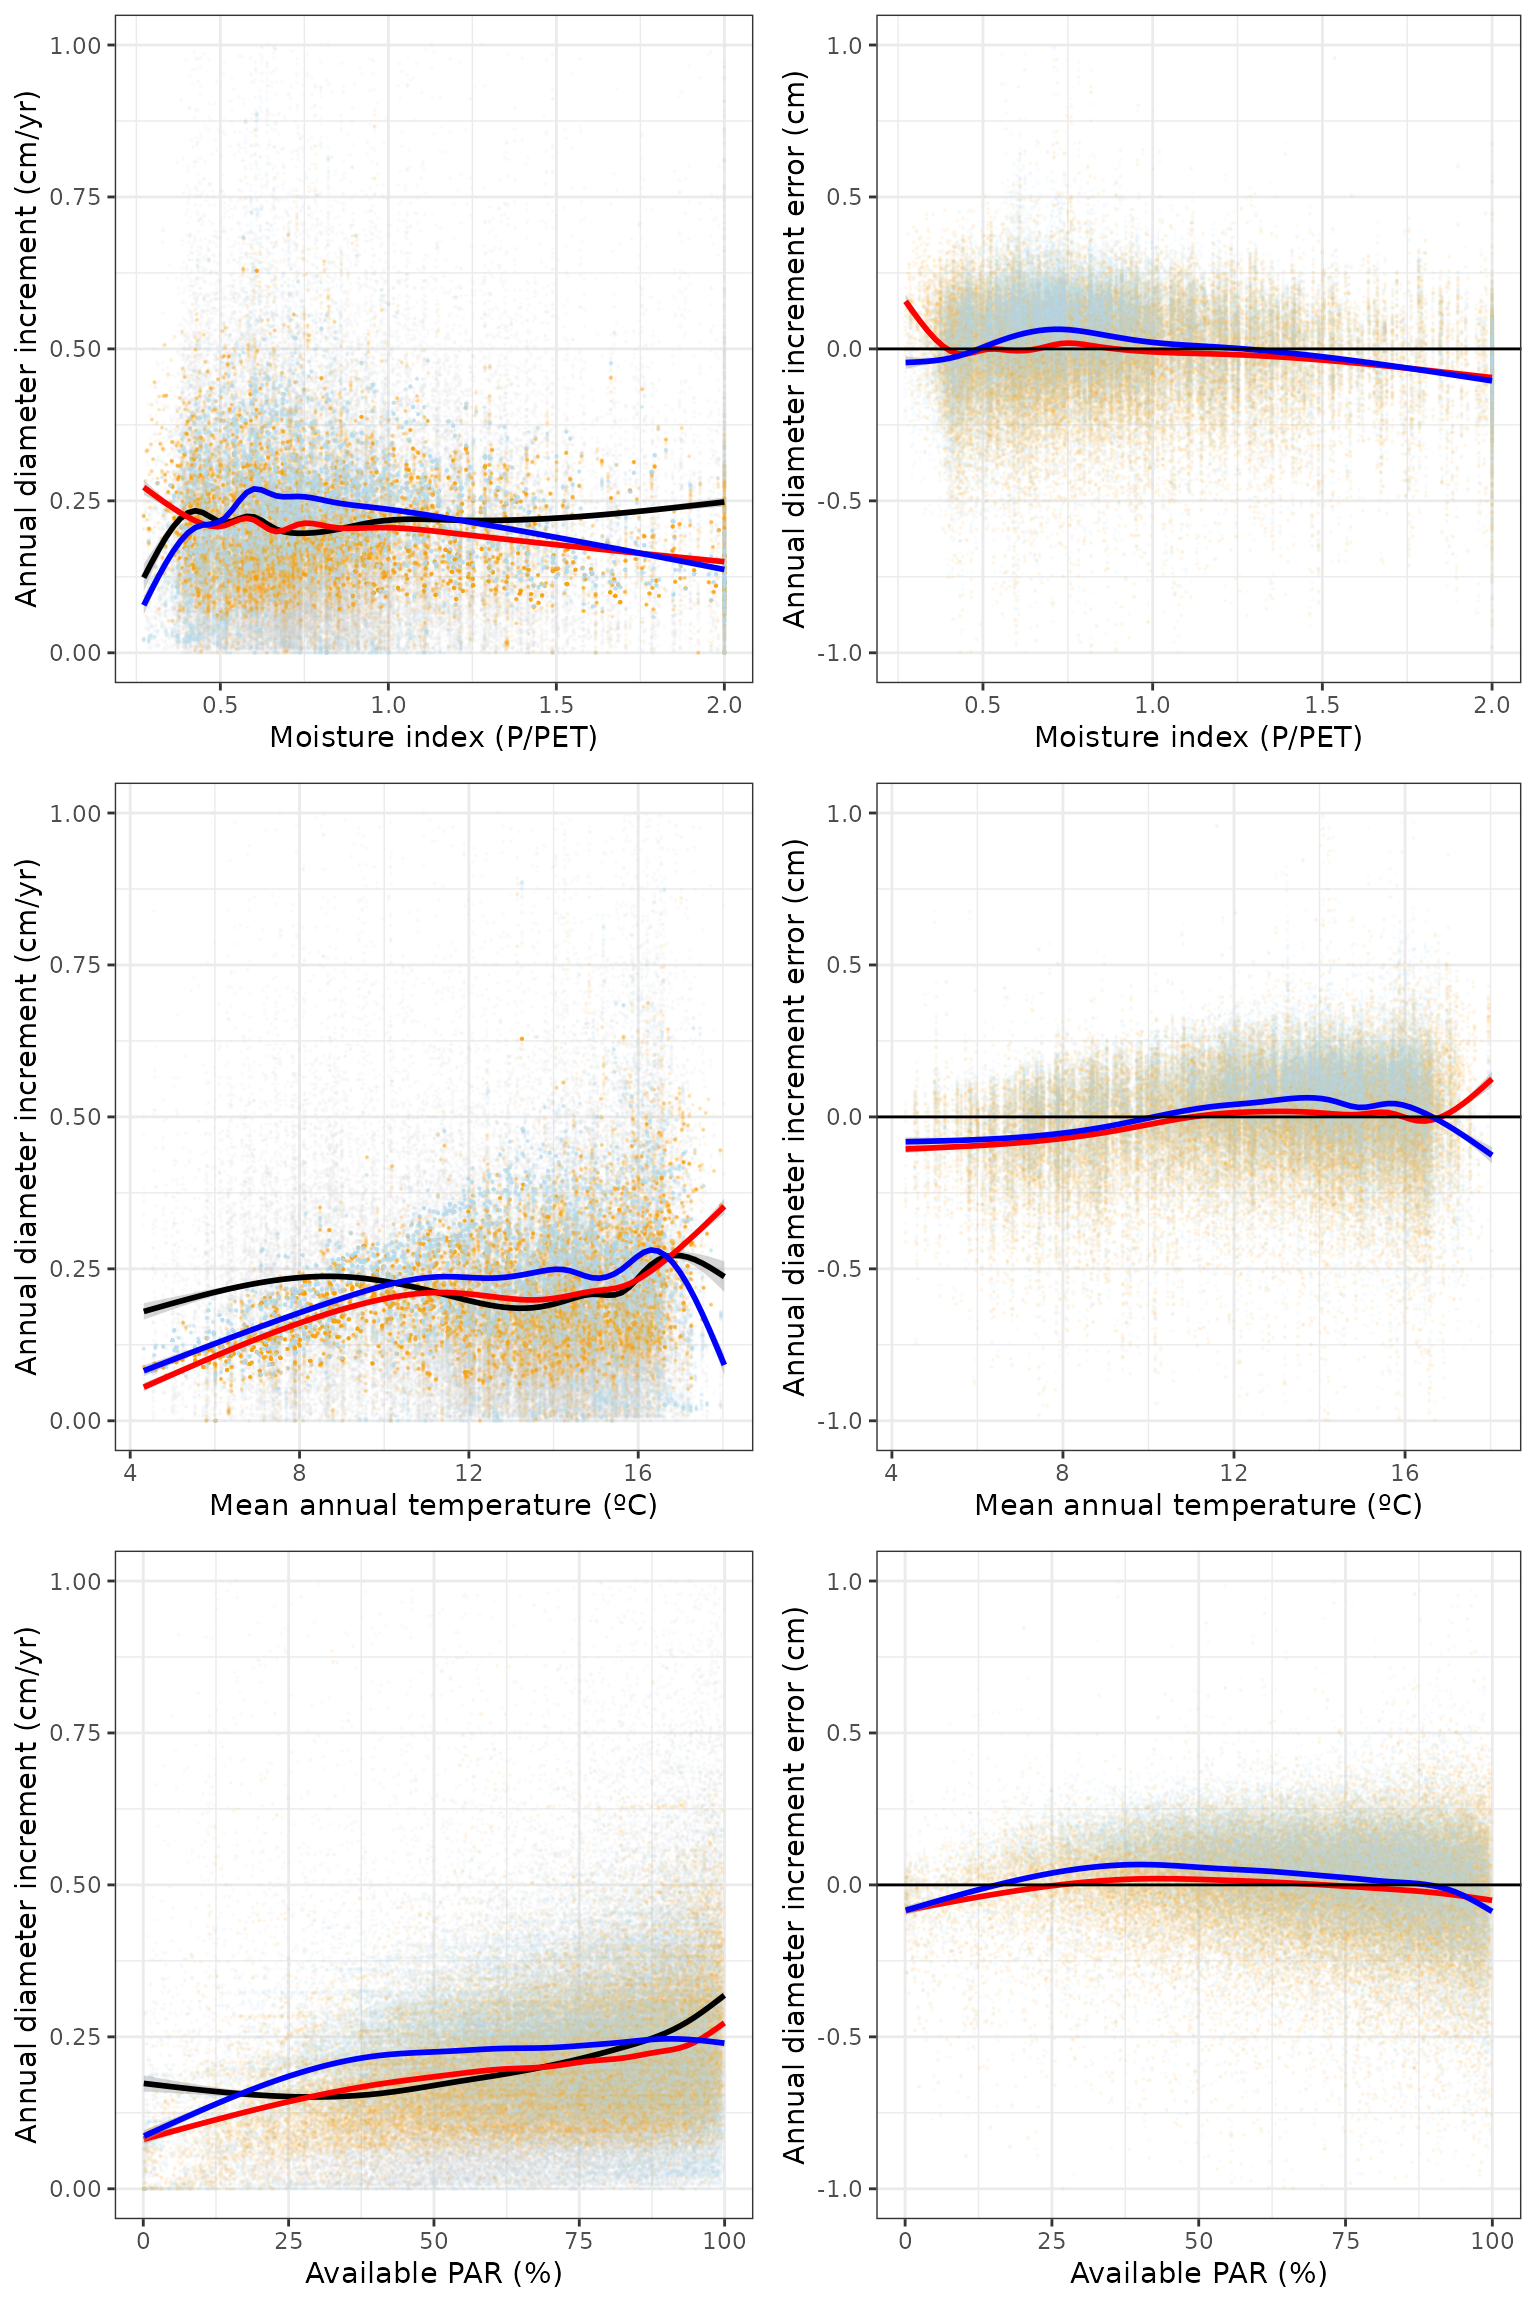 Annual diameter increment (cm/yr)
1.00
0.75
0.50
0.25
0.00
0.5 1.0 1.5 2.0
Moisture index (P/PET)
Annual diameter increment error (cm)
1.0
0.5
0.0
-0.5
-1.0
0.5 1.0 1.5 2.0
Moisture index (P/PET)
Annual diameter increment (cm/yr)
1.00
0.75
0.50
0.25
0.00
4 8 12 16
Mean annual temperature (ºC)
Annual diameter increment error (cm)
1.0
0.5
0.0
-0.5
-1.0
4 8 12 16
Mean annual temperature (ºC)
Annual diameter increment (cm/yr)
1.00
0.75
0.50
0.25
0.00
0 25 50 75 100
Available PAR (%)
Annual diameter increment error (cm)
1.0
0.5
0.0
-0.5
-1.0
0 25 50 75 100
Available PAR (%)